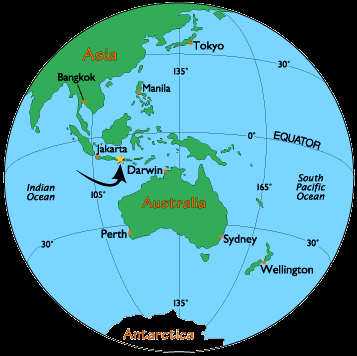 Asia
Tokyo
Bangkok
135°
30°
Manila
0°
EQUATOR
Jakarta
Darwin
Indian
Ocean
105°
165°
South
Pacific
Ocean
Australia
Perth
Sydney
30°
30°
Wellington
135°
Antarctica